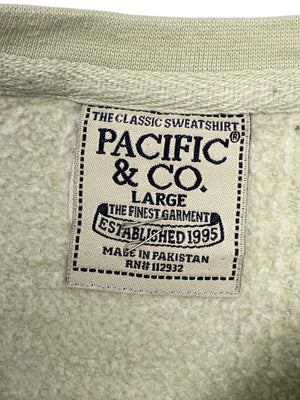 THE CLASSIC SWEATSHIRT
PACIFIC®
& CO.
LARGE
THE FINEST GARMENT
ESTABLISHED 1995
MADE IN PAKISTAN
RN# 112932